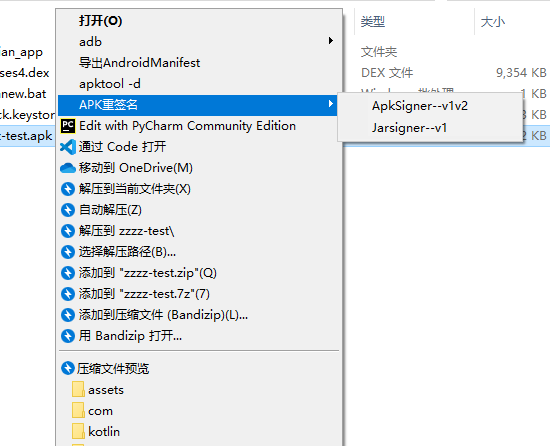 打开(O)
类型
大小
adb
ian_app
文件夹
导出AndroidManifest
ses4.dex
DEX 文件
9,354 KB
apktool -d
new.bat
1 KB
APK重签名
ApkSigner--v1v2
ck.keystor
KB
Edit with PyCharm Community Edition
Jarsigner--v1
-test.apk
2 KB
通过 Code 打开
移动到 OneDrive(M)
解压到当前文件夹(X)
自动解压(Z)
解压到 zzzz-test\
选择解压路径(B)...
添加到 "zzzz-test.zip"(Q)
添加到 "zzzz-test.7z"(7)
添加到压缩文件 (Bandizip)(L)...
用 Bandizip 打开...
压缩文件预览
assets
com
kotlin